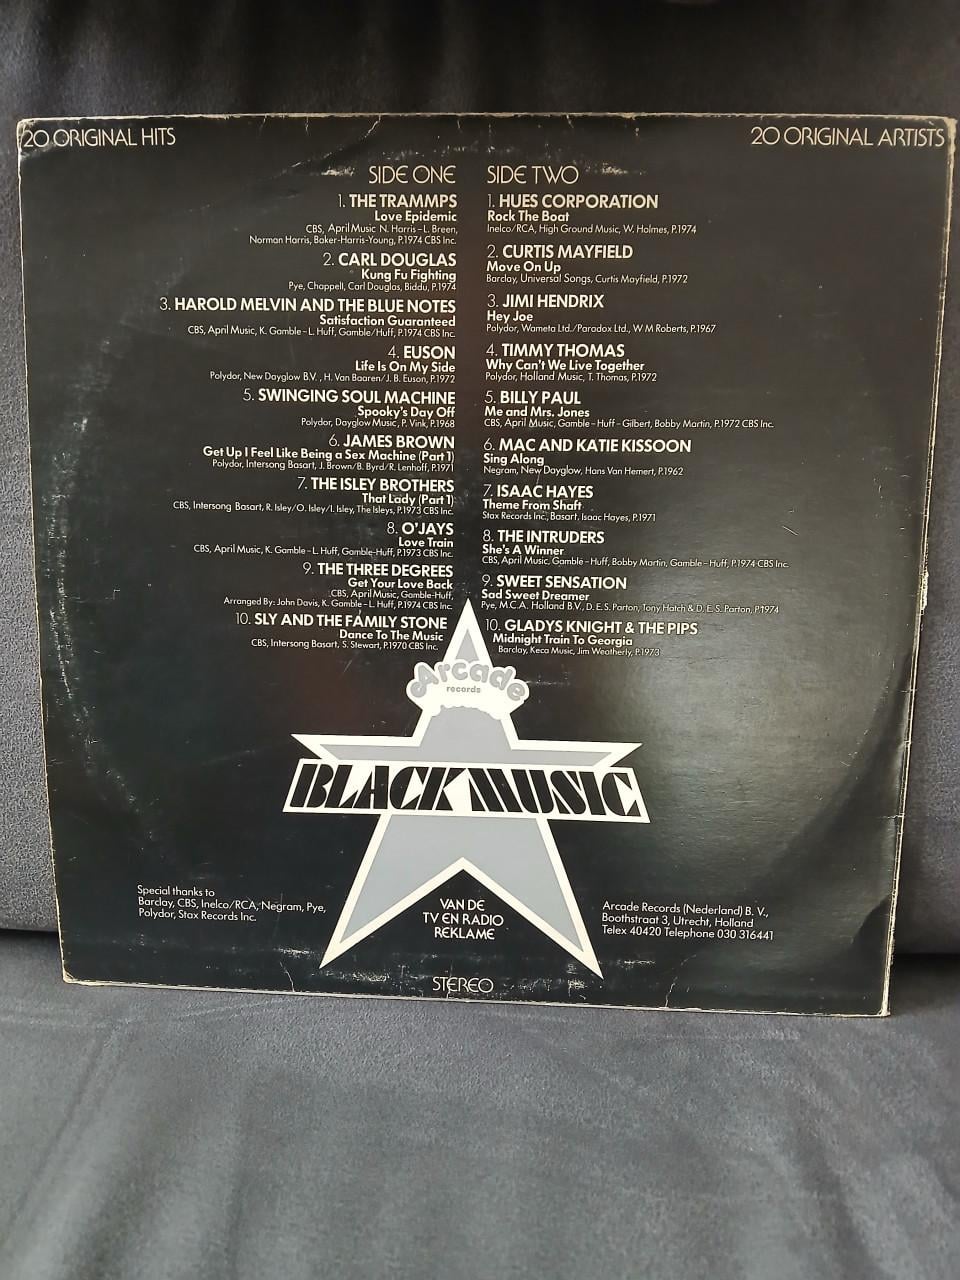 20 ORIGINAL HITS
20 ORIGINAL ARTISTS
SIDE ONE
1. THE TRAMMPS
Love Epidemic
CBS, April Music N. Harris-L. Breen,
Norman Harris, Baker-Harris-Young, P.1974 CBS Inc.
2. CARL DOUGLAS
Kung Fu Fighting
Pye, Chappell, Carl Douglas, Biddu, P.1974
3. HAROLD MELVIN AND THE BLUE NOTES
Satisfaction Guaranteed
CBS, April Music, K. Gamble-L. Huff, Gamble/Huff, P.1974 CBS Inc.
4. EUSON
Life Is On My Side
Polydor, New Dayglow B.V., H. Van Baaren/J. B. Euson, P.1972
5. SWINGING SOUL MACHINE
Spooky's Day Off
Polydor, Dayglow Music, P. Vink, P.1968
6. JAMES BROWN
Get Up I Feel Like Being a Sex Machine (Part 1)
Polydor, Intersong Basart, J. Brown/B. Byrd/R. Lenhoff, P.1971
7. THE ISLEY BROTHERS
That Lady (Part 1)
CBS, Intersong Basart, R. Isley/O. Isley/I. Isley, The Isleys, P.1973 CBS Inc.
8. O'JAYS
Love Train
CBS, April Music, K. Gamble-L. Huff, Gamble-Huff, P.1973 CBS Inc.
9. THE THREE DEGREES
Get Your Love Back
CBS, April Music, Gamble-Huff,
Arranged By: John Davis, K. Gamble-L. Huff, P.1974 CBS Inc.
10. SLY AND THE FAMILY STONE
Dance To The Music
CBS, Intersong Basart, S. Stewart, P.1970 CBS Inc.
SIDE TWO
1. HUES CORPORATION
Rock The Boat
Inelco/RCA, High Ground Music, W. Holmes, P.1974
2. CURTIS MAYFIELD
Move On Up
Barclay, Universal Songs, Curtis Mayfield, P.1972
3. JIMI HENDRIX
Hey Joe
Polydor, Wameta Ltd./Paradox Ltd., W M Roberts, P.1967
4. TIMMY THOMAS
Why Can't We Live Together
Polydor, Holland Music, T. Thomas, P.1972
5. BILLY PAUL
Me and Mrs. Jones
CBS, April Music, Gamble-Huff-Gilbert, Bobby Martin, P.1972 CBS Inc.
6. MAC AND KATIE KISSOON
Sing Along
Negram, New Dayglow, Hans Van Hemert, P.1962
7. ISAAC HAYES
Theme From Shaft
Stax Records Inc., Basart, Isaac Hayes, P.1971
8. THE INTRUDERS
She's A Winner
CBS, April Music, Gamble-Huff, Bobby Martin, Gamble-Huff, P.1974 CBS Inc.
9. SWEET SENSATION
Sad Sweet Dreamer
Pye, M.C.A. Holland B.V., D. E. S. Parton, Tony Hatch & D. E. S. Parton, P.1974
10. GLADYS KNIGHT & THE PIPS
Midnight Train To Georgia
Barclay, Keca Music, Jim Weatherly, P.1973
Arcade
records
BLACK MUSIC
Special thanks to
Barclay, CBS, Inelco/RCA, Negram, Pye,
Polydor, Stax Records Inc.
VAN DE
TV EN RADIO
REKLAME
Arcade Records (Nederland) B. V.,
Boothstraat 3, Utrecht, Holland
Telex 40420 Telephone 030 316441
STEREO